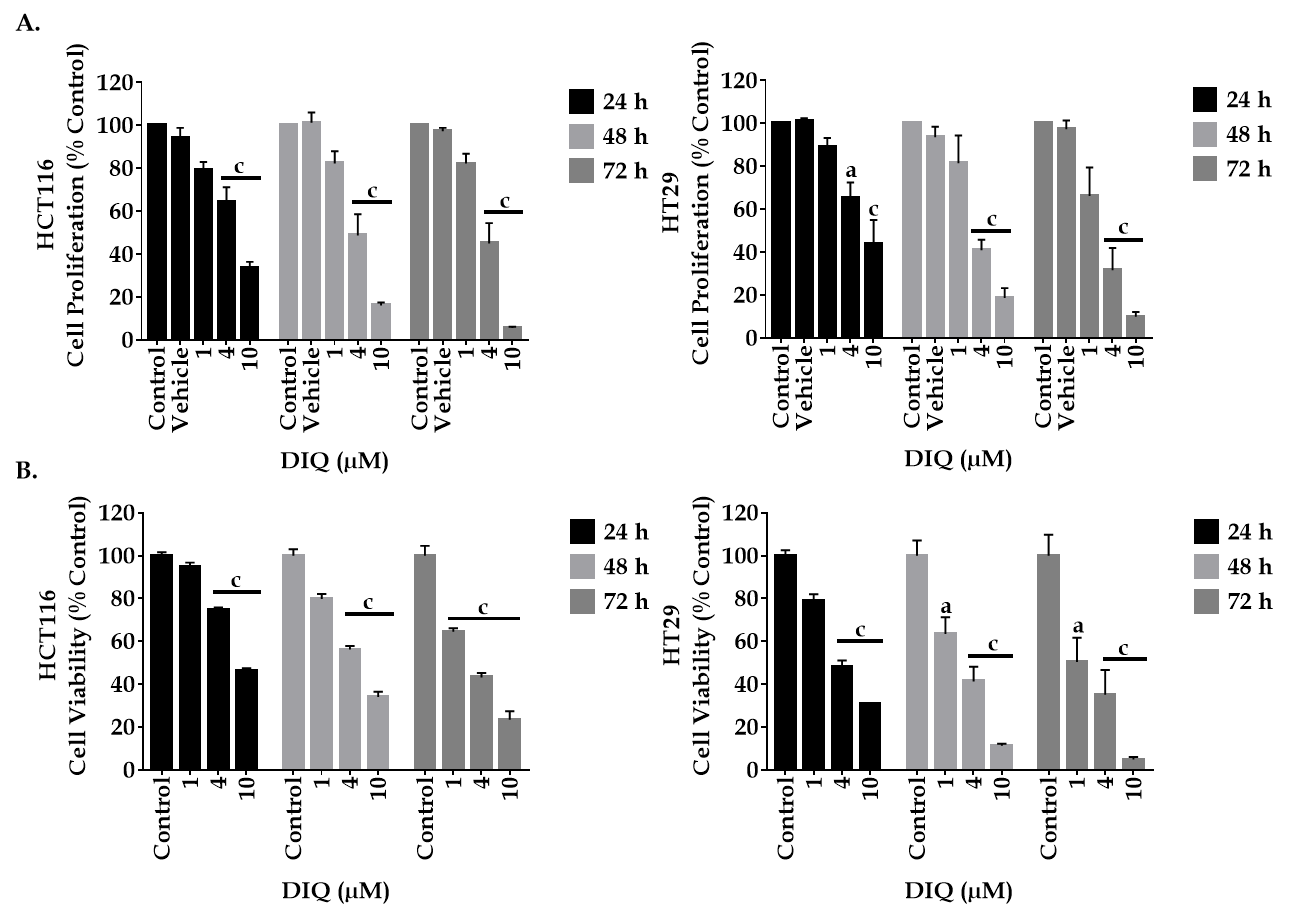 A.
HCT116
Cell Proliferation (% Control)
120
100
80
60
40
20
0
c
c
c
24 h
48 h
72 h
Control
Vehicle
1
4
10
Control
Vehicle
1
4
10
Control
Vehicle
1
4
10
DIQ (μM)
HT29
Cell Proliferation (% Control)
120
100
80
60
40
20
0
a
c
c
c
24 h
48 h
72 h
Control
Vehicle
1
4
10
Control
Vehicle
1
4
10
Control
Vehicle
1
4
10
DIQ (μM)
B.
HCT116
Cell Viability (% Control)
120
100
80
60
40
20
0
c
c
c
24 h
48 h
72 h
Control
1
4
10
Control
1
4
10
Control
1
4
10
DIQ (μM)
HT29
Cell Viability (% Control)
120
100
80
60
40
20
0
c
a
c
a
c
24 h
48 h
72 h
Control
1
4
10
Control
1
4
10
Control
1
4
10
DIQ (μM)